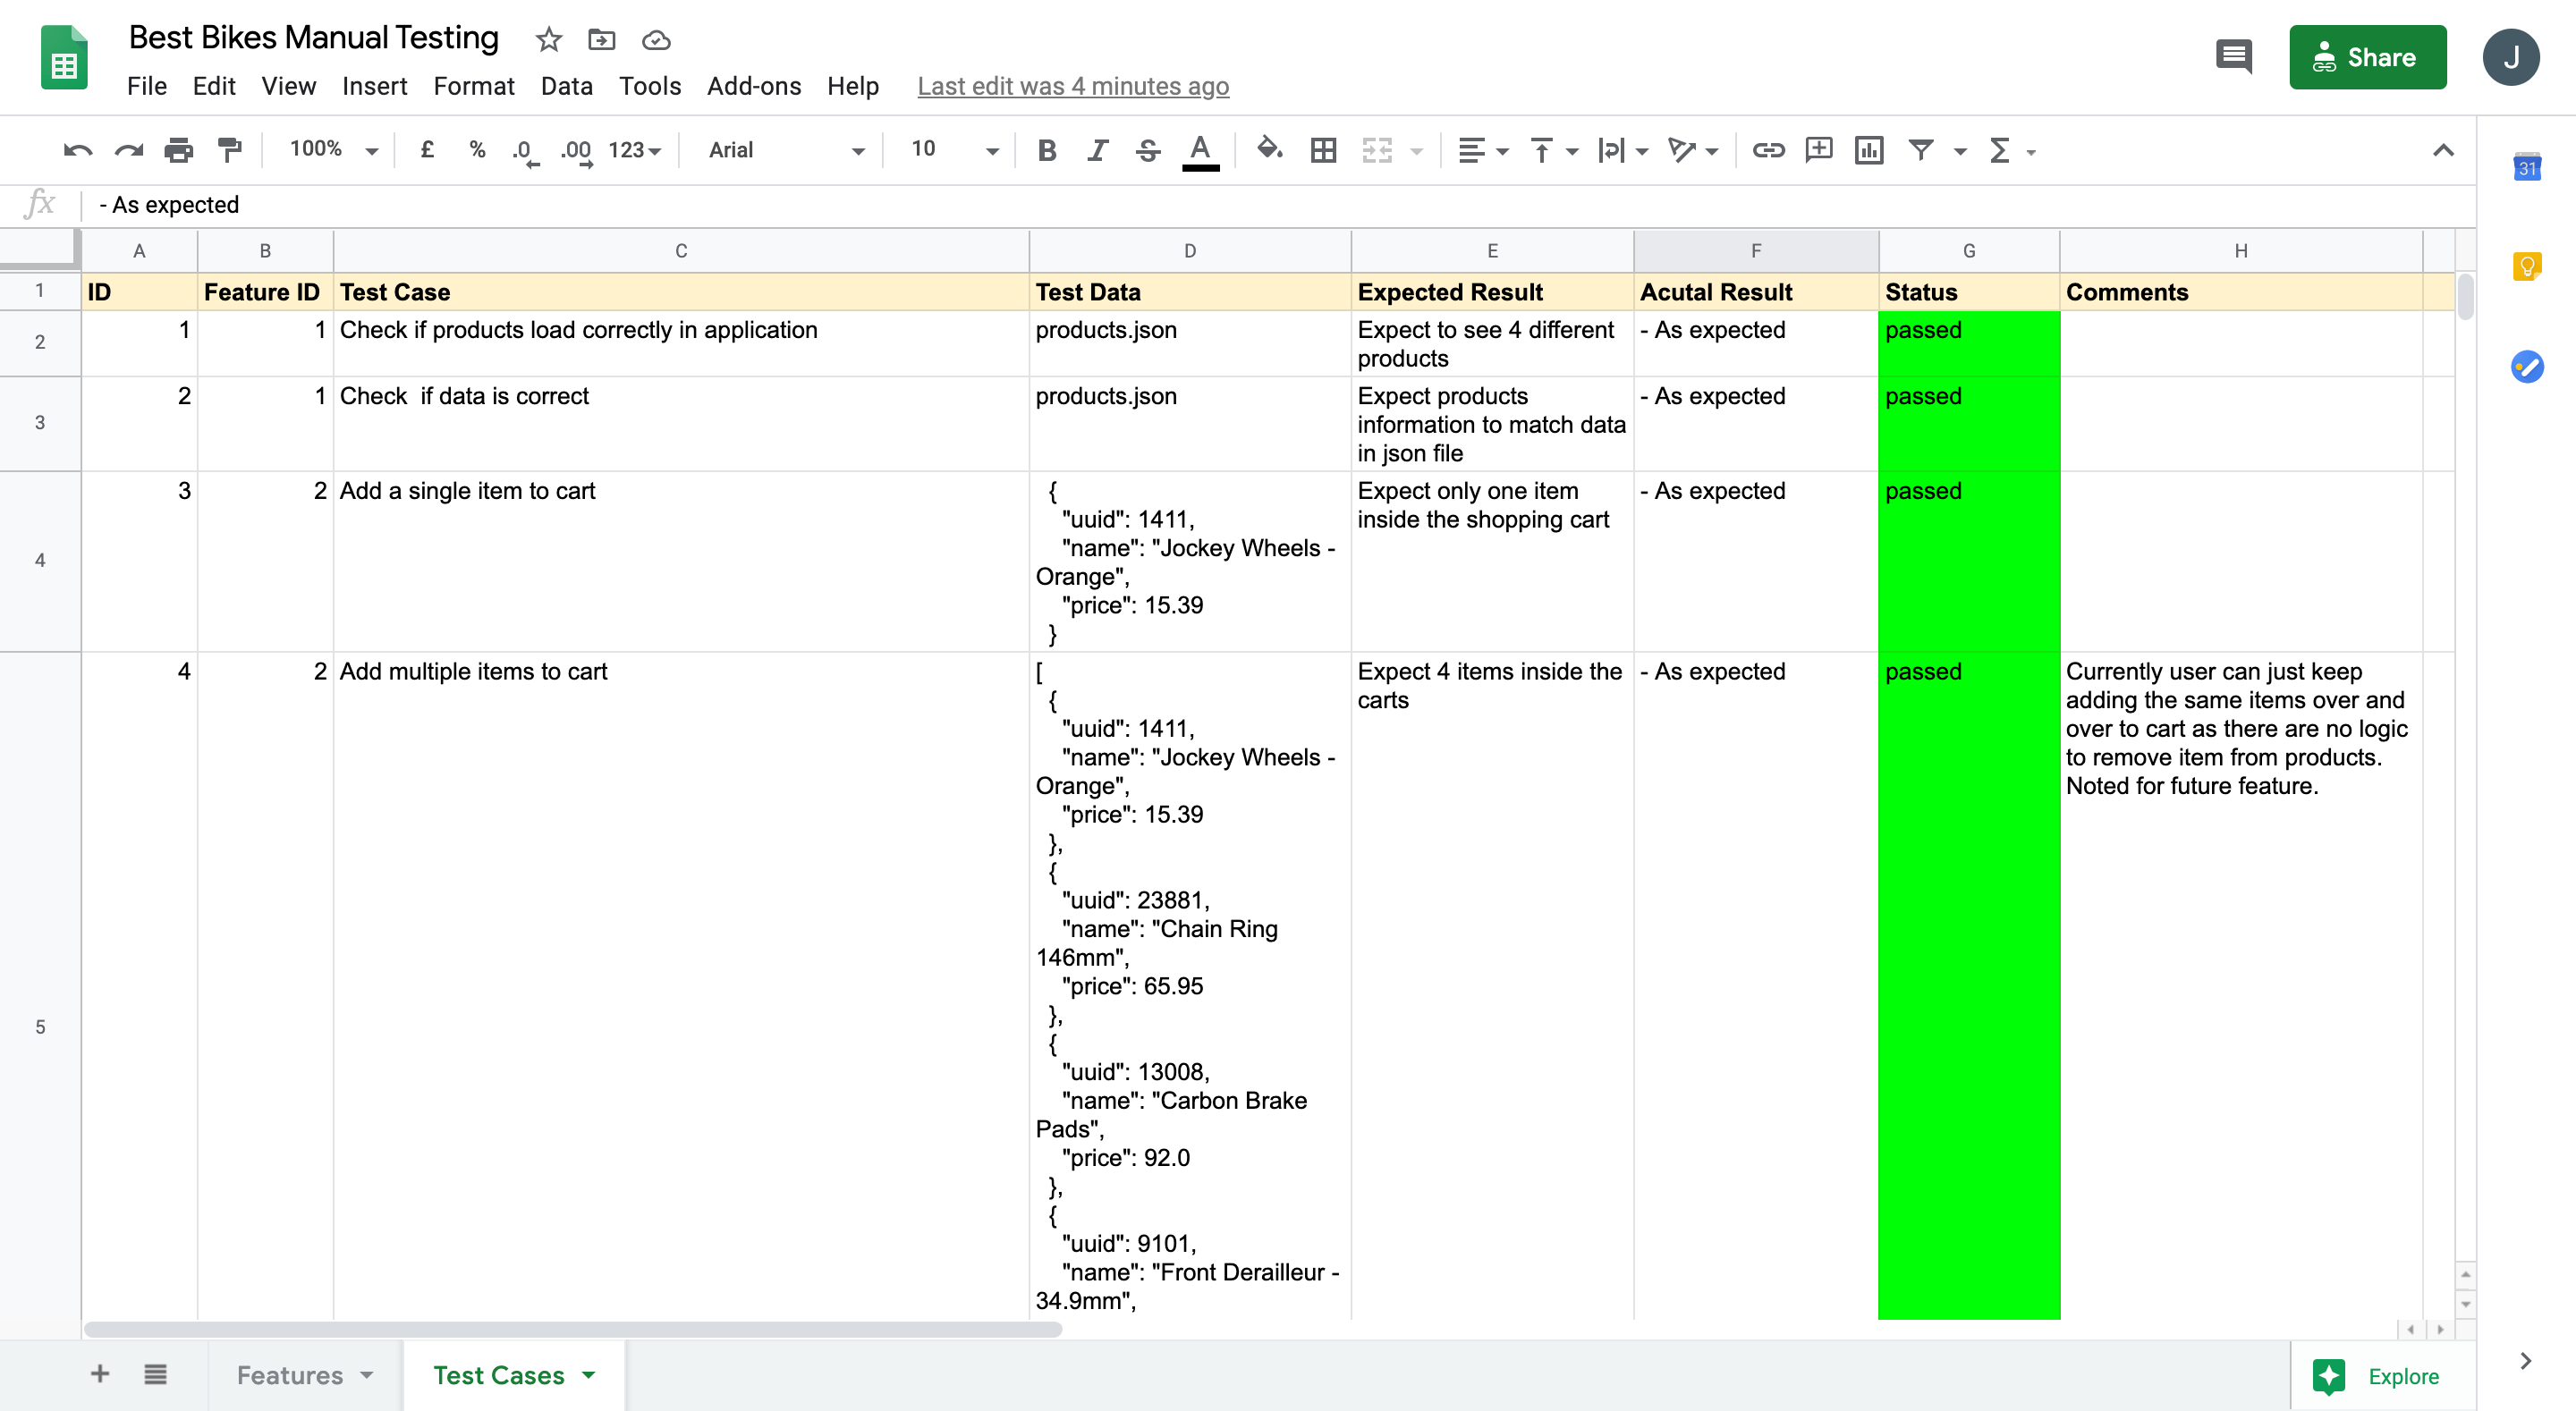 Best Bikes Manual Testing
File Edit View Insert Format Data Tools Add-ons Help Last edit was 4 minutes ago
Share
J
100% £ % .0 .00 123 Arial 10 B I S A
31
fx - As expected
A B C D E F G H
1 ID Feature ID Test Case Test Data Expected Result Acutal Result Status Comments
2 1 1 Check if products load correctly in application products.json Expect to see 4 different - As expected passed
products
3 2 1 Check  if data is correct products.json Expect products - As expected passed
information to match data
in json file
4 3 2 Add a single item to cart { Expect only one item - As expected passed
"uuid": 1411, inside the shopping cart
"name": "Jockey Wheels -
Orange",
"price": 15.39
}
5 4 2 Add multiple items to cart [ Expect 4 items inside the - As expected passed Currently user can just keep
{ carts adding the same items over and
"uuid": 1411, over to cart as there are no logic
"name": "Jockey Wheels - to remove item from products.
Orange", Noted for future feature.
"price": 15.39
},
{
"uuid": 23881,
"name": "Chain Ring
146mm",
"price": 65.95
},
{
"uuid": 13008,
"name": "Carbon Brake
Pads",
"price": 92.0
},
{
"uuid": 9101,
"name": "Front Derailleur -
34.9mm",
Features Test Cases Explore